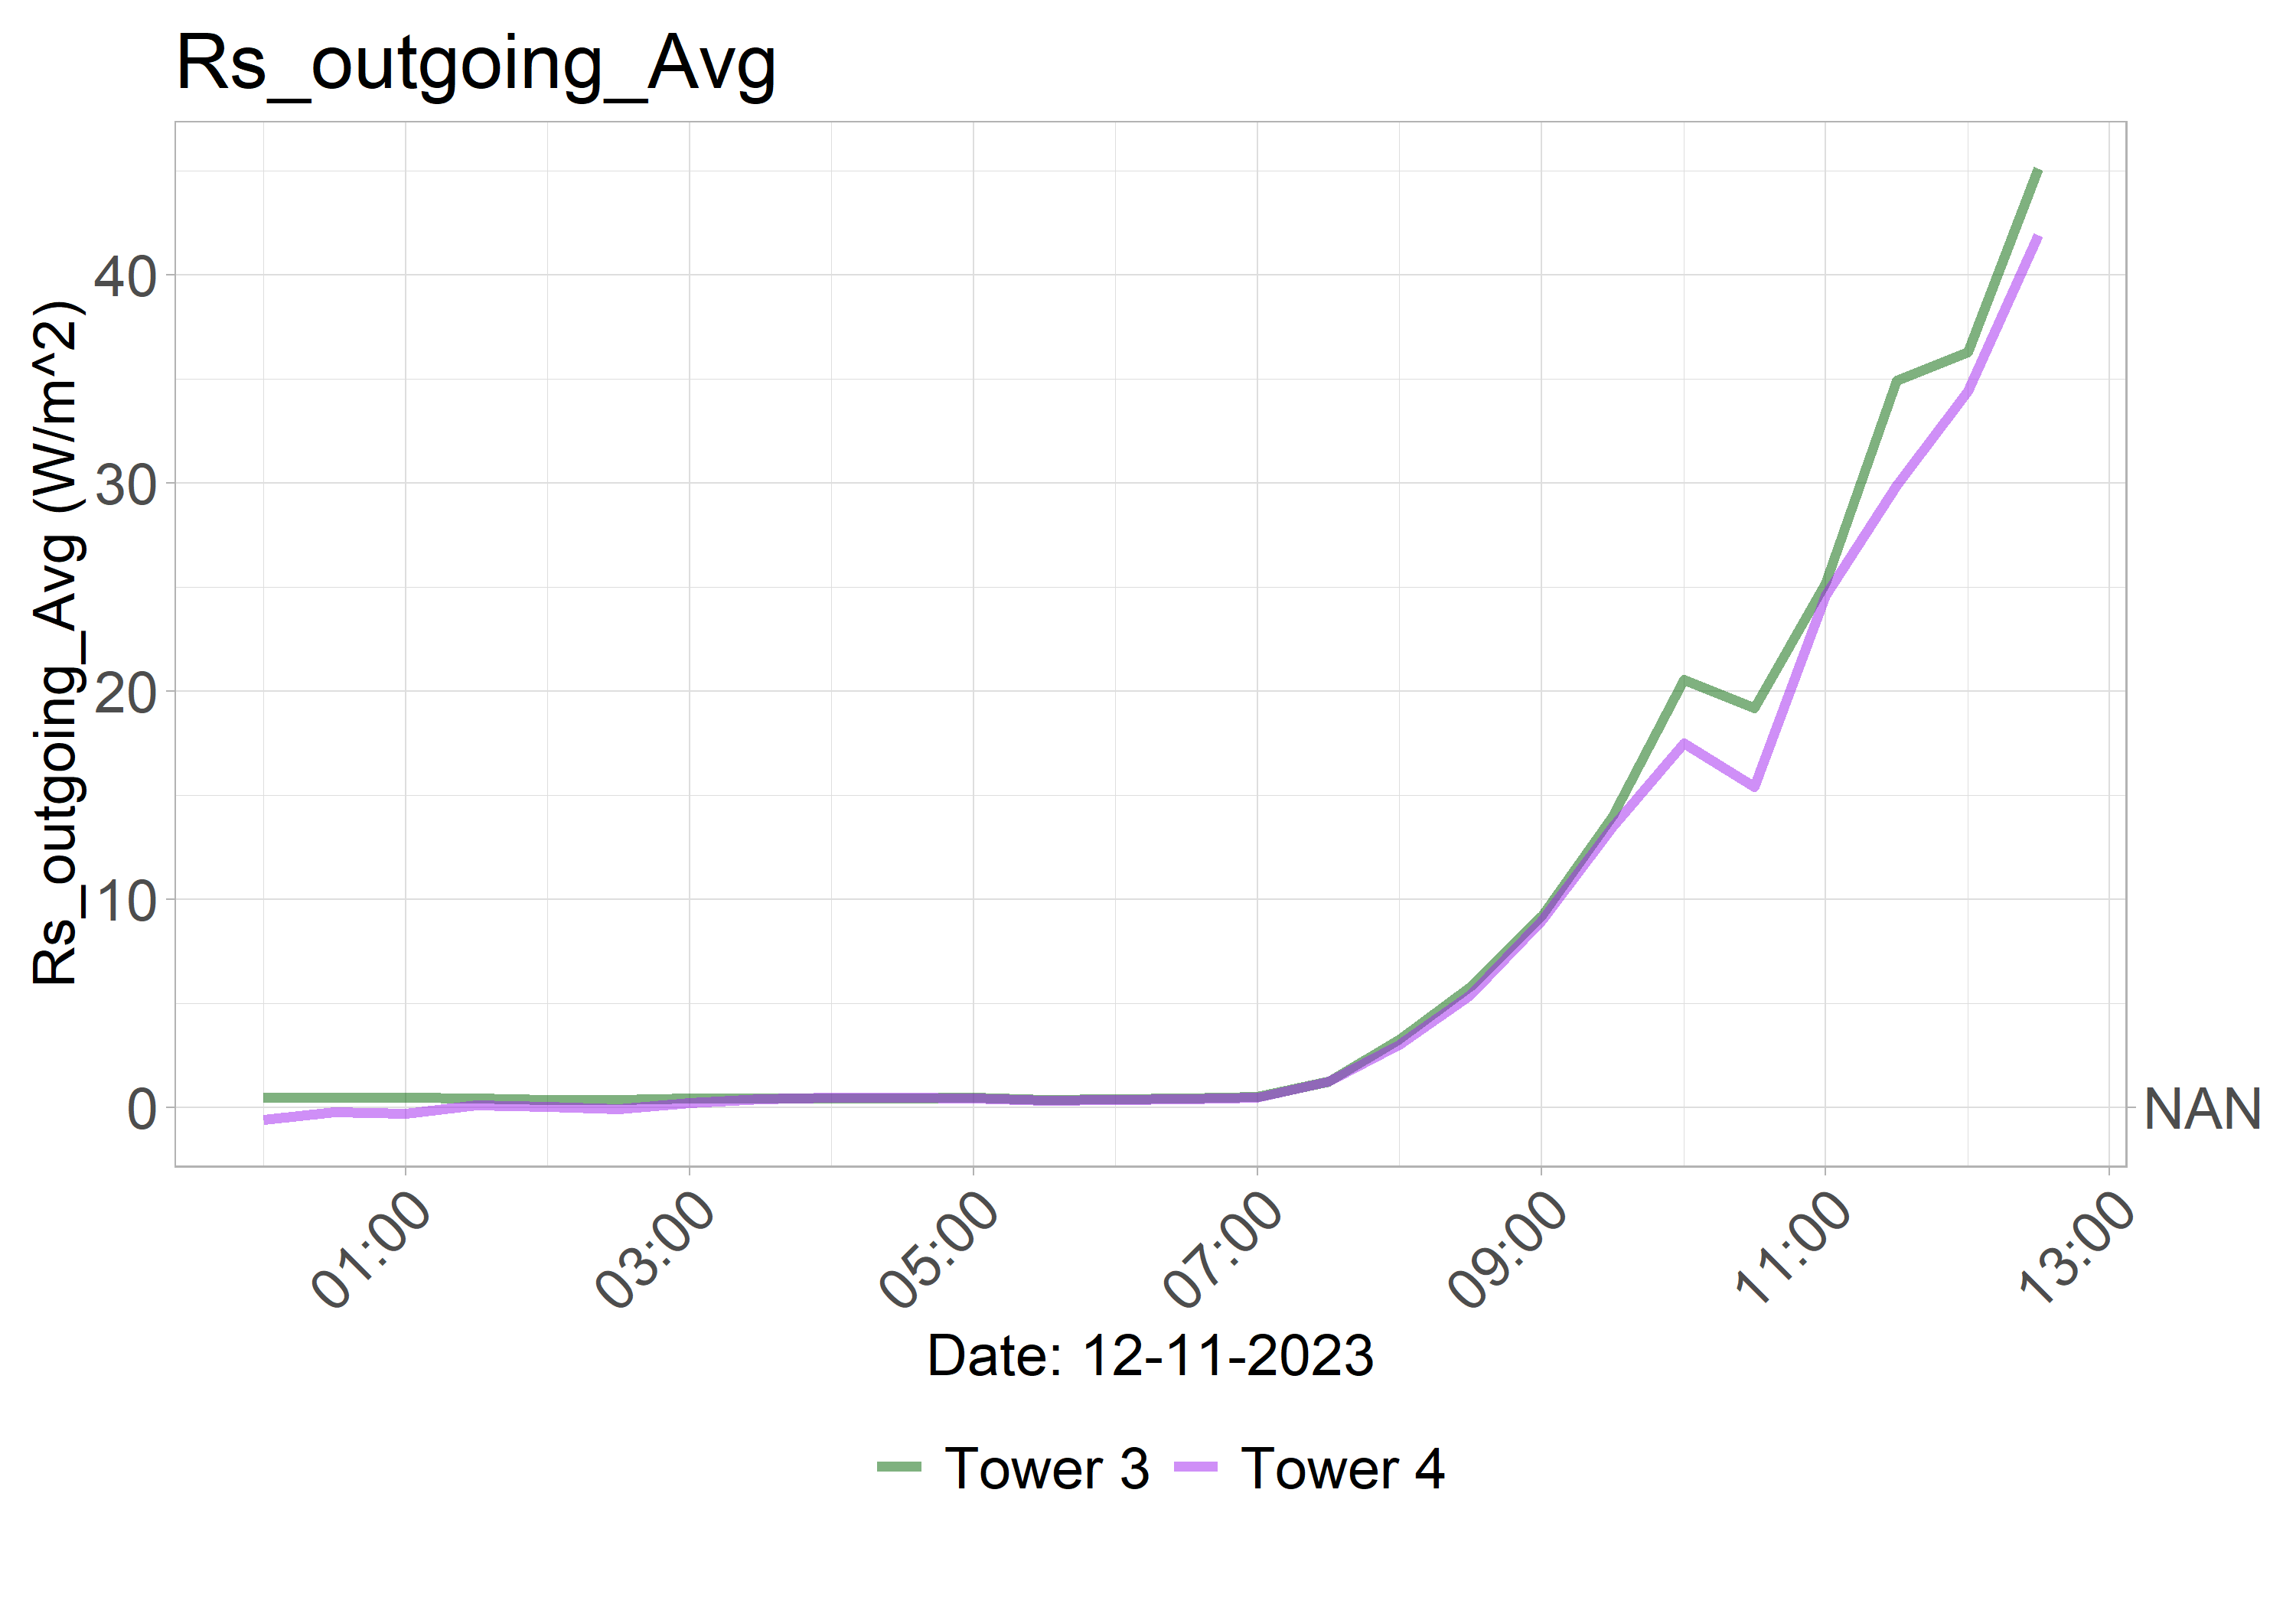 Rs_outgoing_Avg
Rs_outgoing_Avg (W/m^2)
40
30
20
10
0
NAN
01:00
03:00
05:00
07:00
09:00
11:00
13:00
Date: 12-11-2023
Tower 3
Tower 4